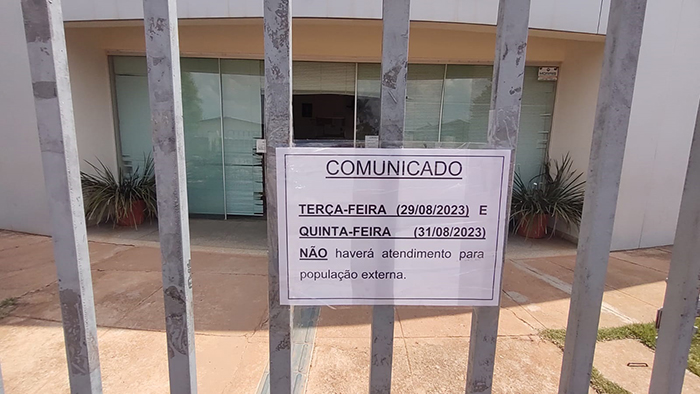 COMUNICADO
TERÇA-FEIRA (29/08/2023) E
QUINTA-FEIRA (31/08/2023)
NÃO haverá atendimento para
população externa.